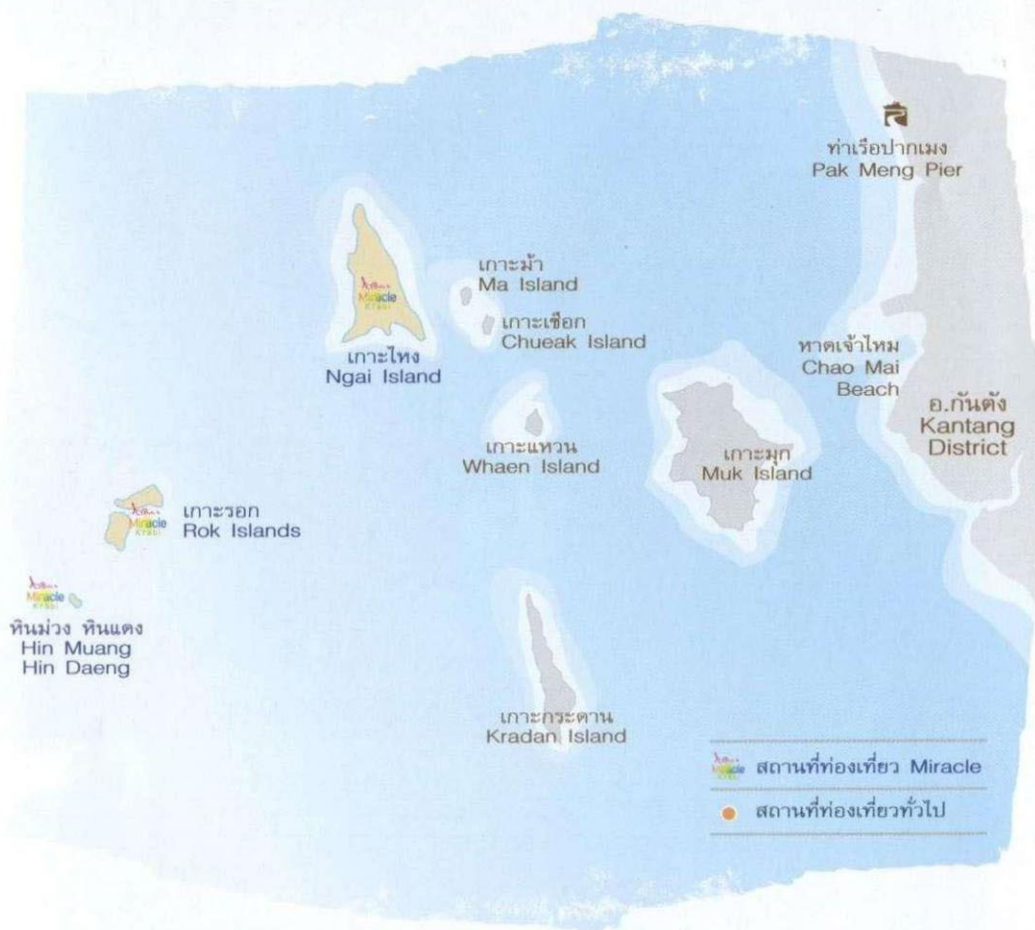 ท่าเรือปากเมง
Pak Meng Pier
เกาะม้า
Ma Island
Miracle
Krabi
เกาะเชือก
Chueak Island
เกาะไหง
Ngai Island
หาดเจ้าไหม
Chao Mai
Beach
อ.กันตัง
Kantang
District
เกาะแหวน
Whaen Island
เกาะมุก
Muk Island
Miracle
Krabi
เกาะรอก
Rok Islands
Miracle
Krabi
หินม่วง หินแดง
Hin Muang
Hin Daeng
เกาะกระดาน
Kradan Island
Miracle
สถานที่ท่องเที่ยว Miracle
สถานที่ท่องเที่ยวทั่วไป